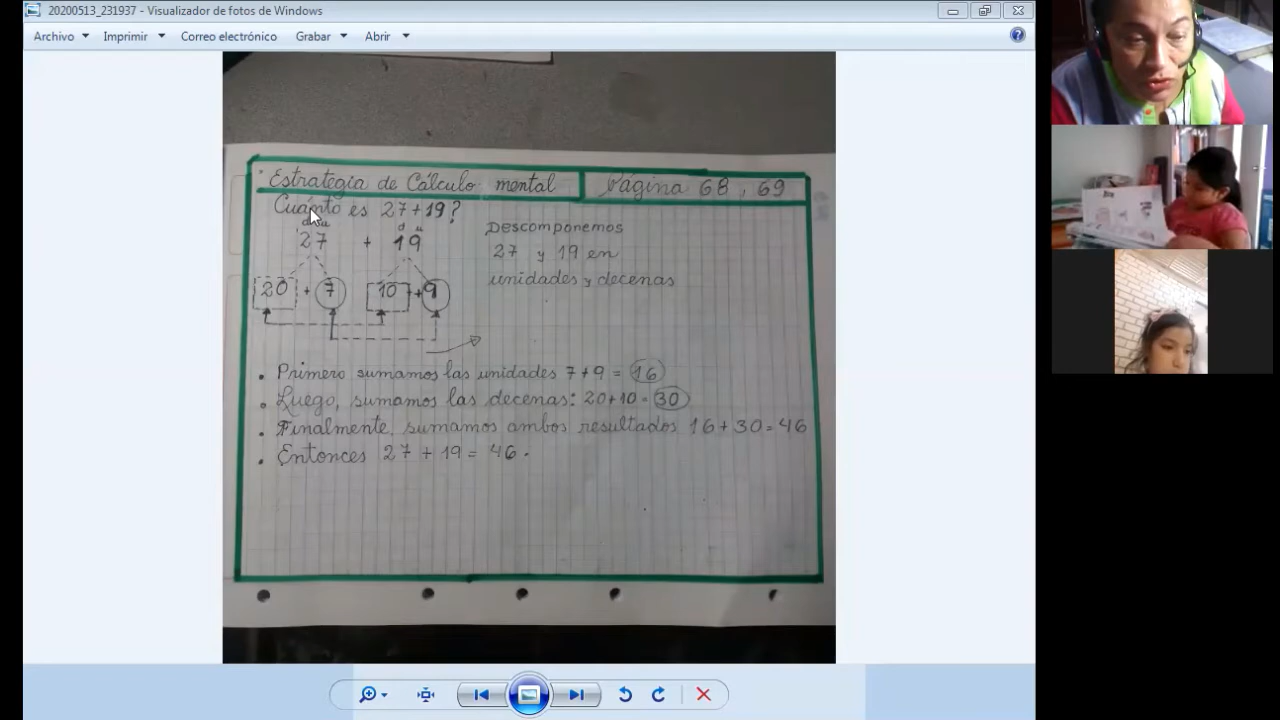 20200513_231937 - Visualizador de fotos de Windows
Archivo Imprimir Correo electrónico Grabar Abrir
Estrategia de Cálculo mental Página 68, 69
Cuánto es 27+19?
d u
27 + 19
20 + 7 10 + 9
Descomponemos
27 y 19 en
unidades y decenas
. Primero sumamos las unidades 7+9 = 16
. Luego, sumamos las decenas: 20+10 = 30
. Finalmente, sumamos ambos resultados 16+30=46
. Entonces 27 + 19 = 46.